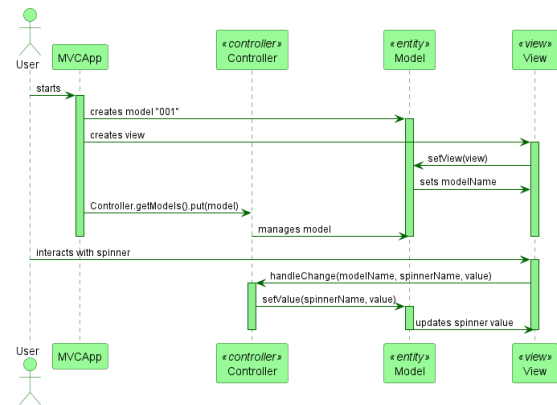 User
MVCApp
«controller»
Controller
«entity»
Model
«view»
View
starts
creates model "001"
creates view
setView(view)
sets modelName
Controller.getModels().put(model)
manages model
interacts with spinner
handleChange(modelName, spinnerName, value)
setValue(spinnerName, value)
updates spinner value
User
MVCApp
«controller»
Controller
«entity»
Model
«view»
View